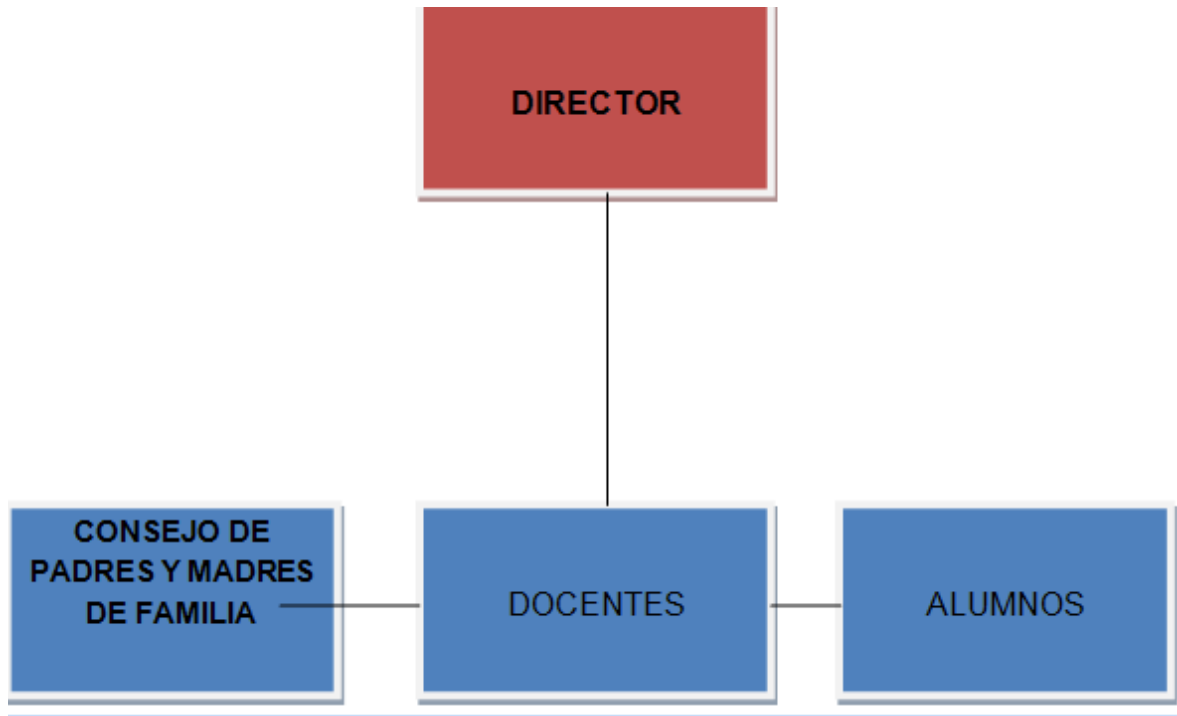 DIRECTOR
CONSEJO DE
PADRES Y MADRES
DE FAMILIA
DOCENTES
ALUMNOS